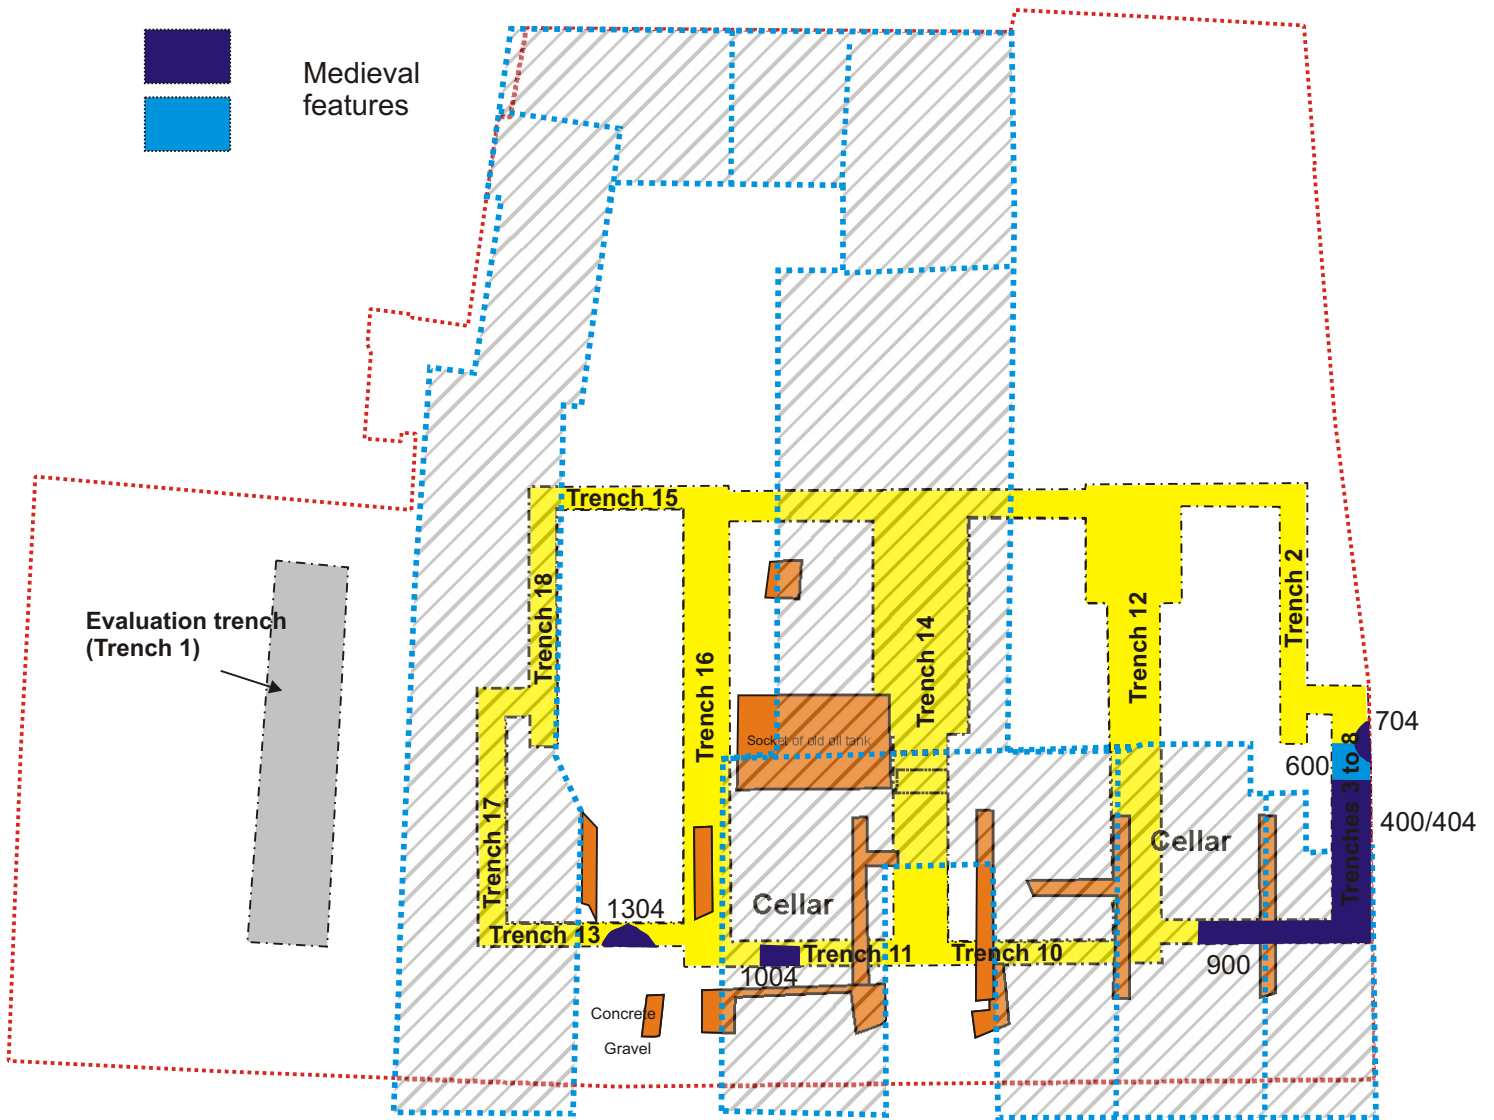 Medieval
features
Trench 15
Trench 18
Trench 2
Evaluation trench
(Trench 1)
Trench 16
Trench 14
Trench 12
704
Socket of old oil tank
600
400/404
Trenches 3 to 8
Cellar
Trench 17
Cellar
1304
Trench 13
Trench 11
Trench 10
900
1004
Concrete
Gravel